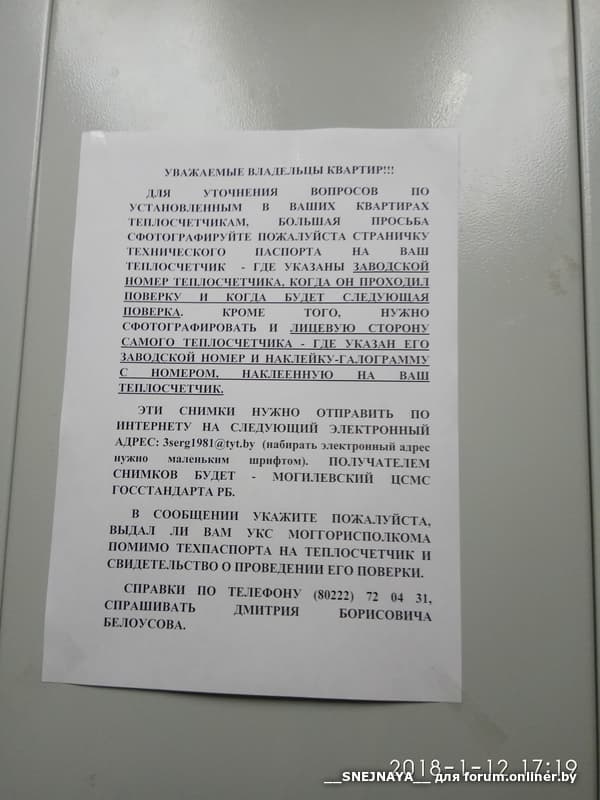 УВАЖАЕМЫЕ ВЛАДЕЛЬЦЫ КВАРТИР!!!
ДЛЯ УТОЧНЕНИЯ ВОПРОСОВ ПО
УСТАНОВЛЕННЫМ В ВАШИХ КВАРТИРАХ
ТЕПЛОСЧЕТЧИКАМ, БОЛЬШАЯ ПРОСЬБА
СФОТОГРАФИРУЙТЕ ПОЖАЛУЙСТА СТРАНИЧКУ
ТЕХНИЧЕСКОГО ПАСПОРТА НА ВАШ
ТЕПЛОСЧЕТЧИК - ГДЕ УКАЗАНЫ ЗАВОДСКОЙ
НОМЕР ТЕПЛОСЧЕТЧИКА, КОГДА ОН ПРОХОДИЛ
ПОВЕРКУ И КОГДА БУДЕТ СЛЕДУЮЩАЯ
ПОВЕРКА. КРОМЕ ТОГО, НУЖНО
СФОТОГРАФИРОВАТЬ И ЛИЦЕВУЮ СТОРОНУ
САМОГО ТЕПЛОСЧЕТЧИКА - ГДЕ УКАЗАН ЕГО
ЗАВОДСКОЙ НОМЕР И НАКЛЕЙКУ-ГАЛОГРАММУ
С НОМЕРОМ, НАКЛЕЕННУЮ НА ВАШ
ТЕПЛОСЧЕТЧИК.
ЭТИ СНИМКИ НУЖНО ОТПРАВИТЬ ПО
ИНТЕРНЕТУ НА СЛЕДУЮЩИЙ ЭЛЕКТРОННЫЙ
АДРЕС: 3serg1981@tyt.by (набирать электронный адрес
нужно маленьким шрифтом). ПОЛУЧАТЕЛЕМ
СНИМКОВ БУДЕТ - МОГИЛЕВСКИЙ ЦСМС
ГОССТАНДАРТА РБ.
В СООБЩЕНИИ УКАЖИТЕ ПОЖАЛУЙСТА,
ВЫДАЛ ЛИ ВАМ УКС МОГГОРИСПОЛКОМА
ПОМИМО ТЕХПАСПОРТА НА ТЕПЛОСЧЕТЧИК И
СВИДЕТЕЛЬСТВО О ПРОВЕДЕНИИ ЕГО ПОВЕРКИ.
СПРАВКИ ПО ТЕЛЕФОНУ (80222) 72 04 31,
СПРАШИВАТЬ ДМИТРИЯ БОРИСОВИЧА
БЕЛОУСОВА.
2018-1-12 17:19
__SNEJNAYA__ для forum.onliner.by